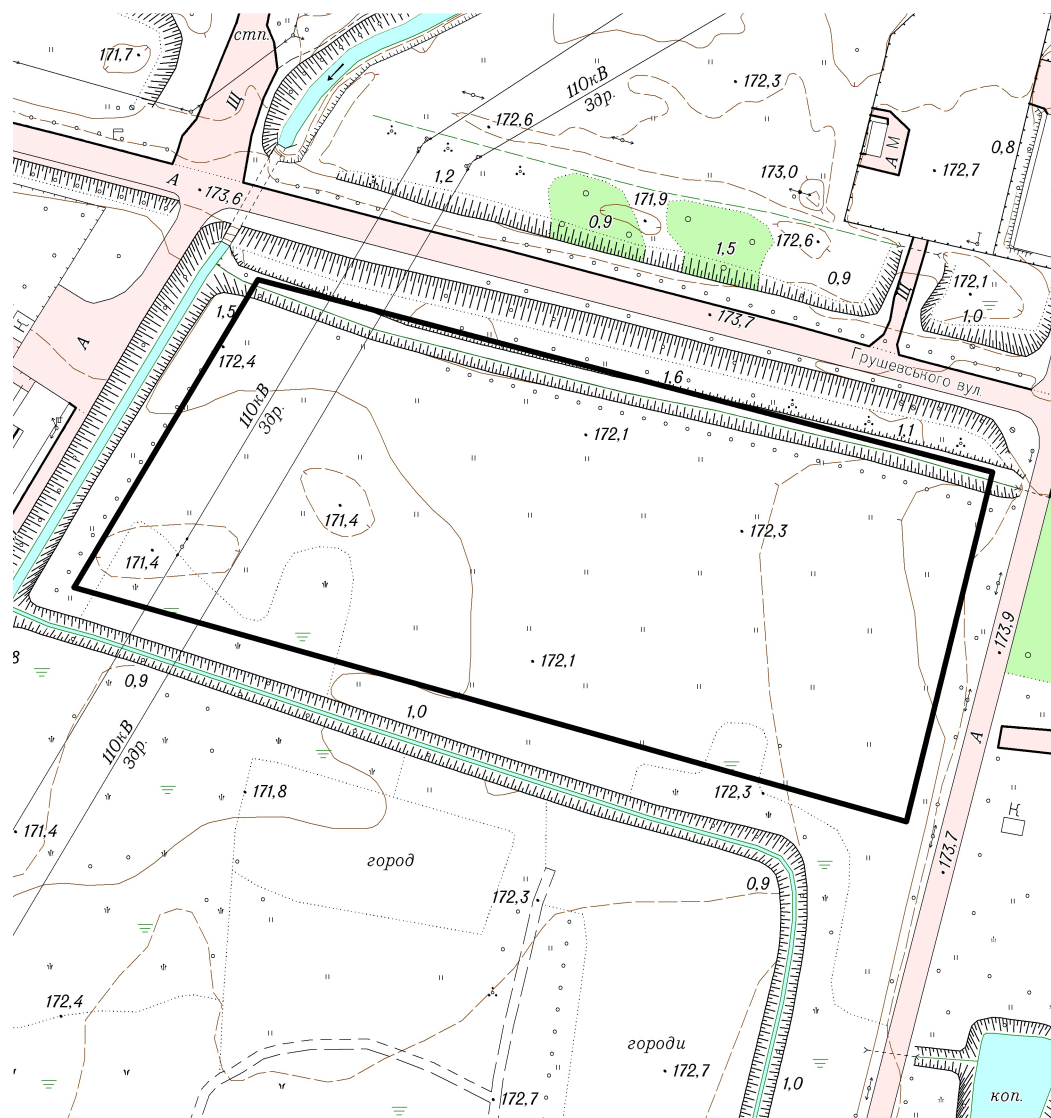 стп.
171,7
Щ
110кВ
Здр.
172,3
172,6
А М
0,8
172,7
173,0
1,2
А
173,6
171,9
0,9
1,5
172,6
0,9
Щ
172,1
1,0
173,7
Грушевського вул.
1,5
А
172,4
1,6
110кВ
Здр.
172,1
1,1
171,4
172,3
171,4
173,9
172,1
8
0,9
1,0
А
110кВ
Здр.
171,8
172,3
Н
171,4
город
173,7
0,9
172,3
172,4
городи
172,7
172,7
1,0
коп.